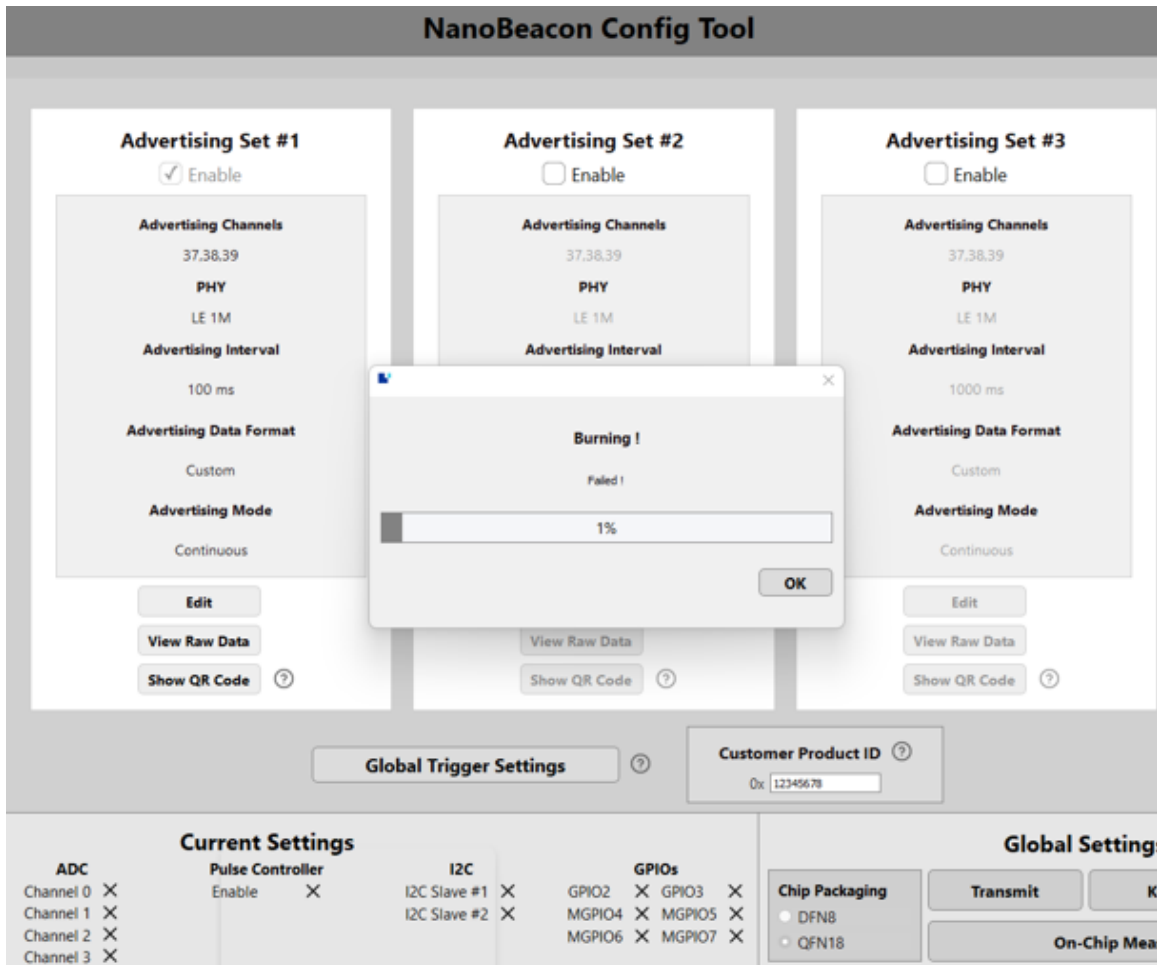 NanoBeacon Config Tool
Advertising Set #1
Enable
Advertising Channels
37,38,39
PHY
LE 1M
Advertising Interval
100 ms
Advertising Data Format
Custom
Advertising Mode
Continuous
Edit
View Raw Data
Show QR Code ?
Advertising Set #2
Enable
Advertising Channels
37,38,39
PHY
LE 1M
Advertising Interval
View Raw Data
Show QR Code ?
Advertising Set #3
Enable
Advertising Channels
37,38,39
PHY
LE 1M
Advertising Interval
1000 ms
Advertising Data Format
Custom
Advertising Mode
Continuous
Edit
View Raw Data
Show QR Code ?
Burning !
Failed !
1%
OK
Global Trigger Settings ?
Customer Product ID ?
0x 12345678
Current Settings
ADC
Channel 0
Channel 1
Channel 2
Channel 3
Pulse Controller
Enable
I2C
I2C Slave #1
I2C Slave #2
GPIOs
GPIO2 GPIO3
MGPIO4 MGPIO5
MGPIO6 MGPIO7
Global Settings
Chip Packaging
DFN8
QFN18
Transmit
K
On-Chip Mea